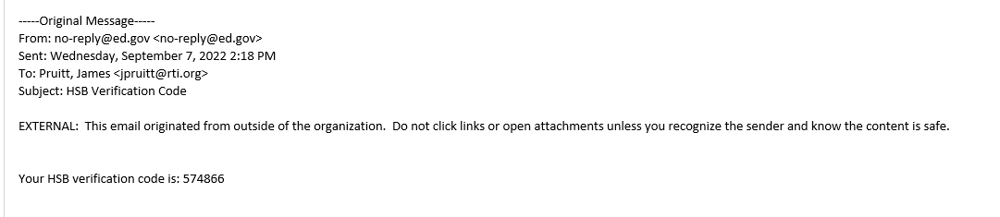 -----Original Message-----
From: no-reply@ed.gov <no-reply@ed.gov>
Sent: Wednesday, September 7, 2022 2:18 PM
To: Pruitt, James <jpruitt@rti.org>
Subject: HSB Verification Code
EXTERNAL:  This email originated from outside of the organization.  Do not click links or open attachments unless you recognize the sender and know the content is safe.
Your HSB verification code is: 574866